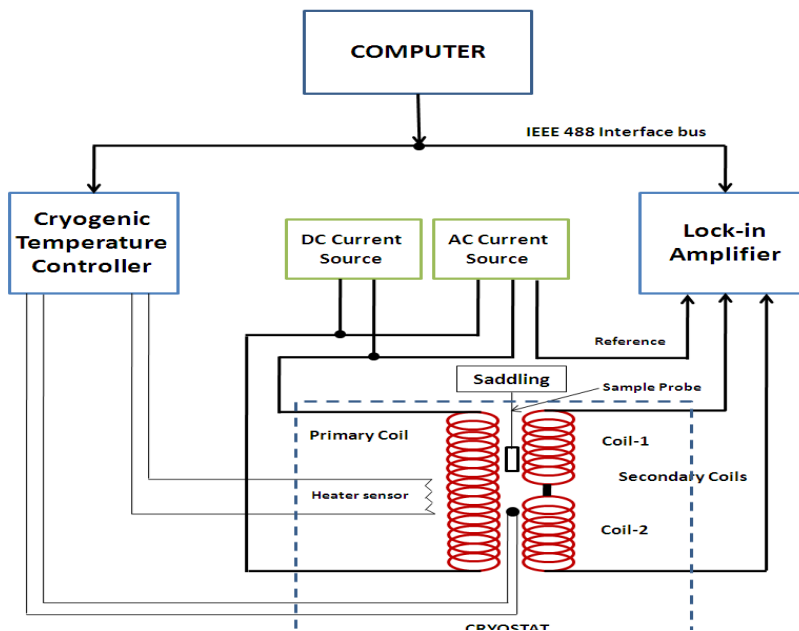 COMPUTER
IEEE 488 Interface bus
Cryogenic
Temperature
Controller
DC Current
Source
AC Current
Source
Lock-in
Amplifier
Reference
Saddling
Sample Probe
Primary Coil
Coil-1
Secondary Coils
Heater sensor
Coil-2
CRYOSTAT